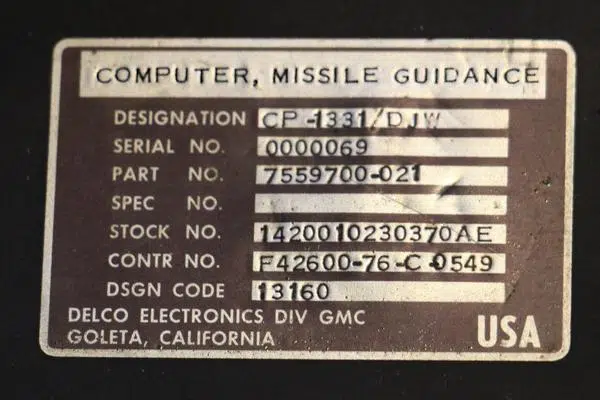 COMPUTER, MISSILE GUIDANCE
DESIGNATION CP-1331/DJW
SERIAL NO. 0000069
PART NO. 7559700-021
SPEC NO.
STOCK NO. 1420010230370AE
CONTR NO. F42600-76-C-0549
DSGN CODE 13160
DELCO ELECTRONICS DIV GMC
GOLETA, CALIFORNIA USA